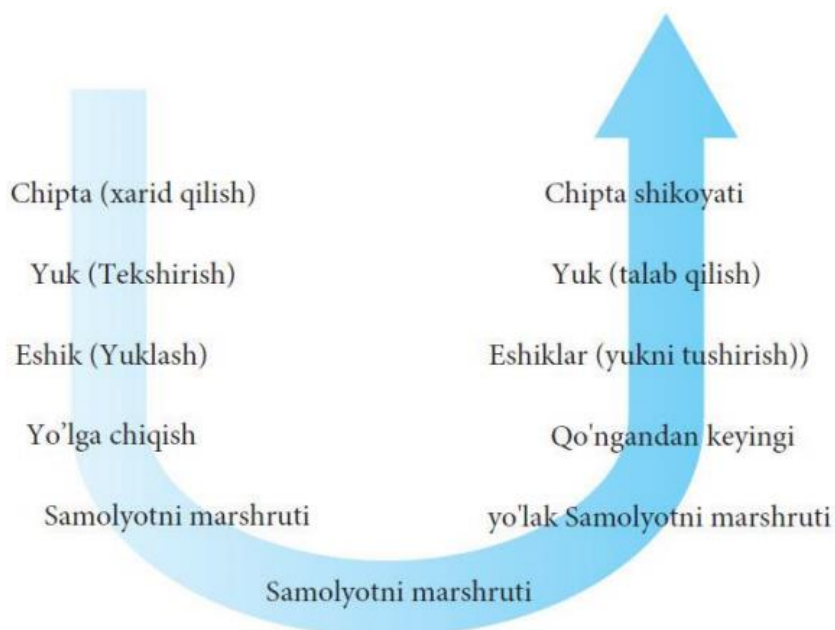 Chipta (xarid qilish)
Yuk (Tekshirish)
Eshik (Yuklash)
Yo’lga chiqish
Samolyotni marshruti
Samolyotni marshruti
Chipta shikoyati
Yuk (talab qilish)
Eshiklar (yukni tushirish))
Qo'ngandan keyingi
yo'lak Samolyotni marshruti